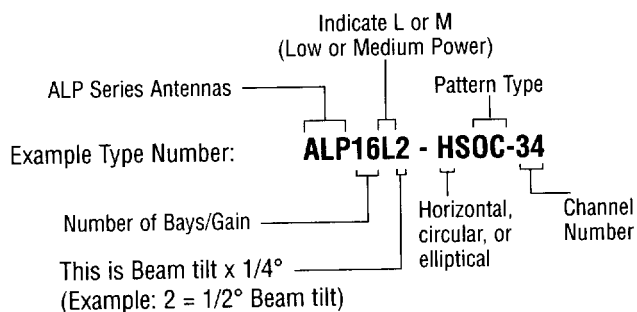 Indicate L or M
(Low or Medium Power)
ALP Series Antennas
Pattern Type
Example Type Number: ALP16L2 - HSOC-34
Number of Bays/Gain
Horizontal,
circular, or
elliptical
Channel
Number
This is Beam tilt x 1/4°
(Example: 2 = 1/2° Beam tilt)